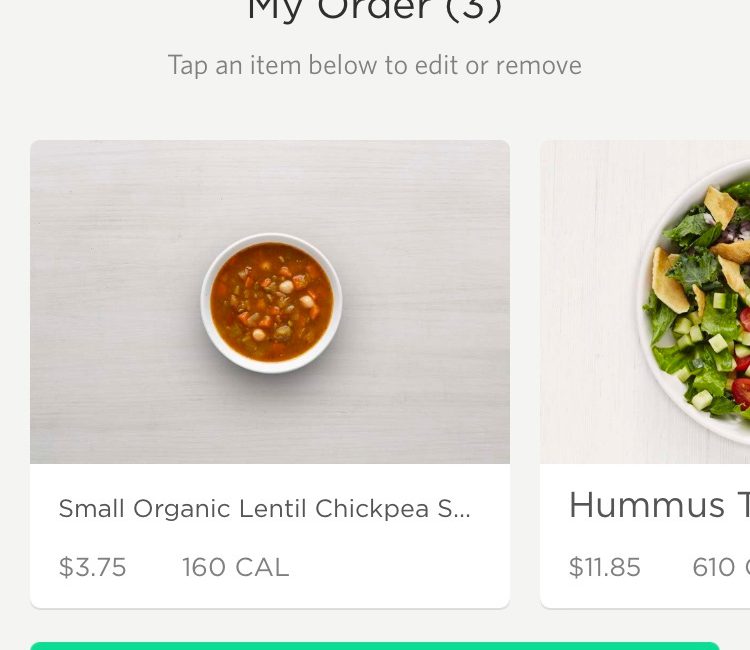 My Order (3)
Tap an item below to edit or remove
Small Organic Lentil Chickpea S...
$3.75 160 CAL
Hummus T
$11.85 610